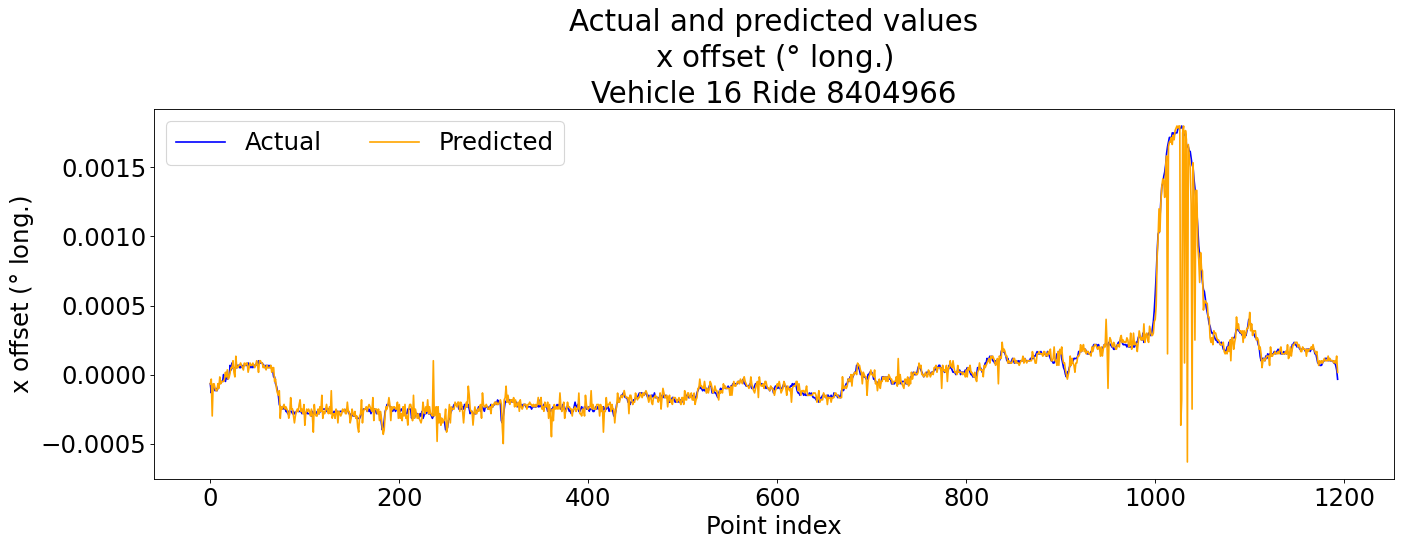 Actual and predicted values
x offset (° long.)
Vehicle 16 Ride 8404966
Actual
Predicted
x offset (° long.)
0.0015
0.0010
0.0005
0.0000
−0.0005
0
200
400
600
800
1000
1200
Point index